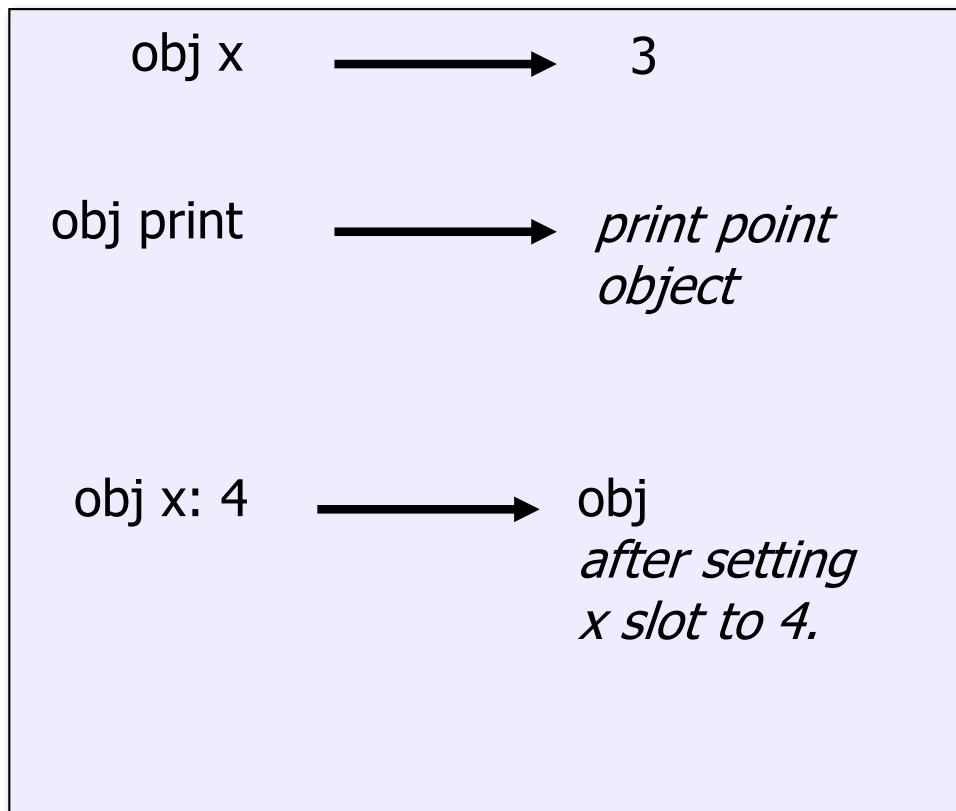 obj x 3
obj print print point
object
obj x: 4 obj
after setting
x slot to 4.